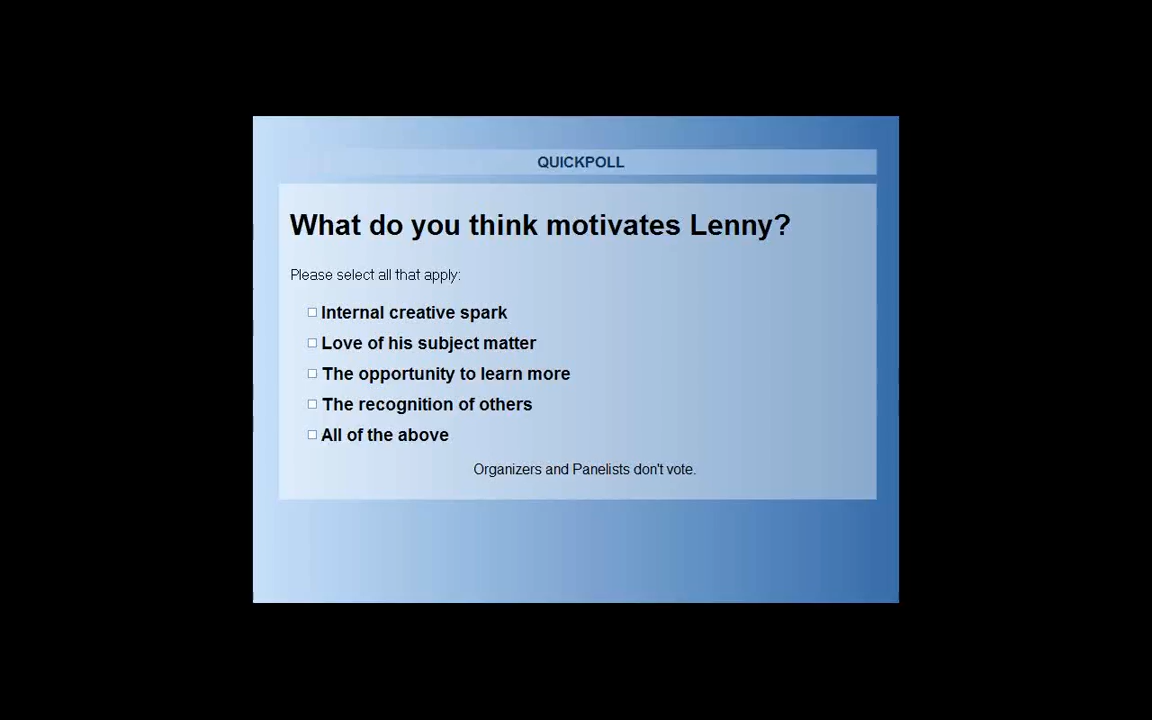 QUICKPOLL
What do you think motivates Lenny?
Please select all that apply:
Internal creative spark
Love of his subject matter
The opportunity to learn more
The recognition of others
All of the above
Organizers and Panelists don't vote.